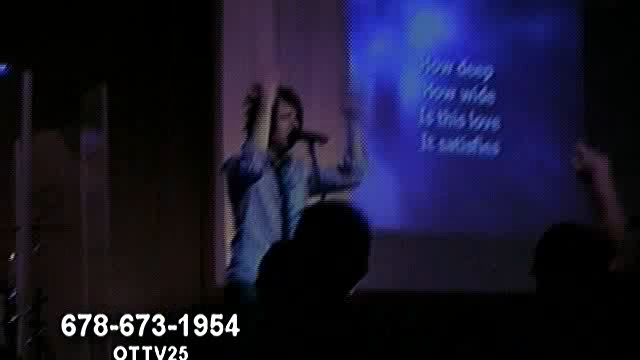 How deep
How wide
Is this love
It satisfies
678-673-1954
OTTV25